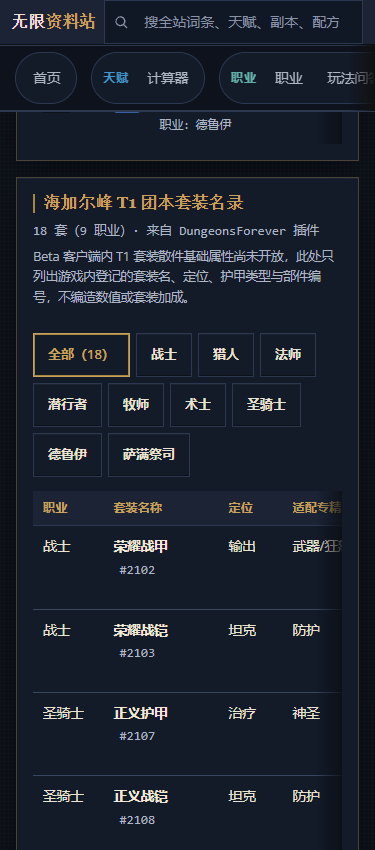 无限资料站
搜全站词条、天赋、副本、配方
首页
天赋 计算器
职业 职业 玩法问
职业：德鲁伊
海加尔峰 T1 团本套装名录
18 套（9 职业）· 来自 DungeonsForever 插件
Beta 客户端内 T1 套装散件基础属性尚未开放，此处只
列出游戏内登记的套装名、定位、护甲类型与部件编
号，不编造数值或套装加成。
全部（18）
战士
猎人
法师
潜行者
牧师
术士
圣骑士
德鲁伊
萨满祭司
职业 套装名称 定位 适配专精
战士 荣耀战甲 输出 武器/狂
#2102
战士 荣耀战铠 坦克 防护
#2103
圣骑士 正义护甲 治疗 神圣
#2107
圣骑士 正义战铠 坦克 防护
#2108